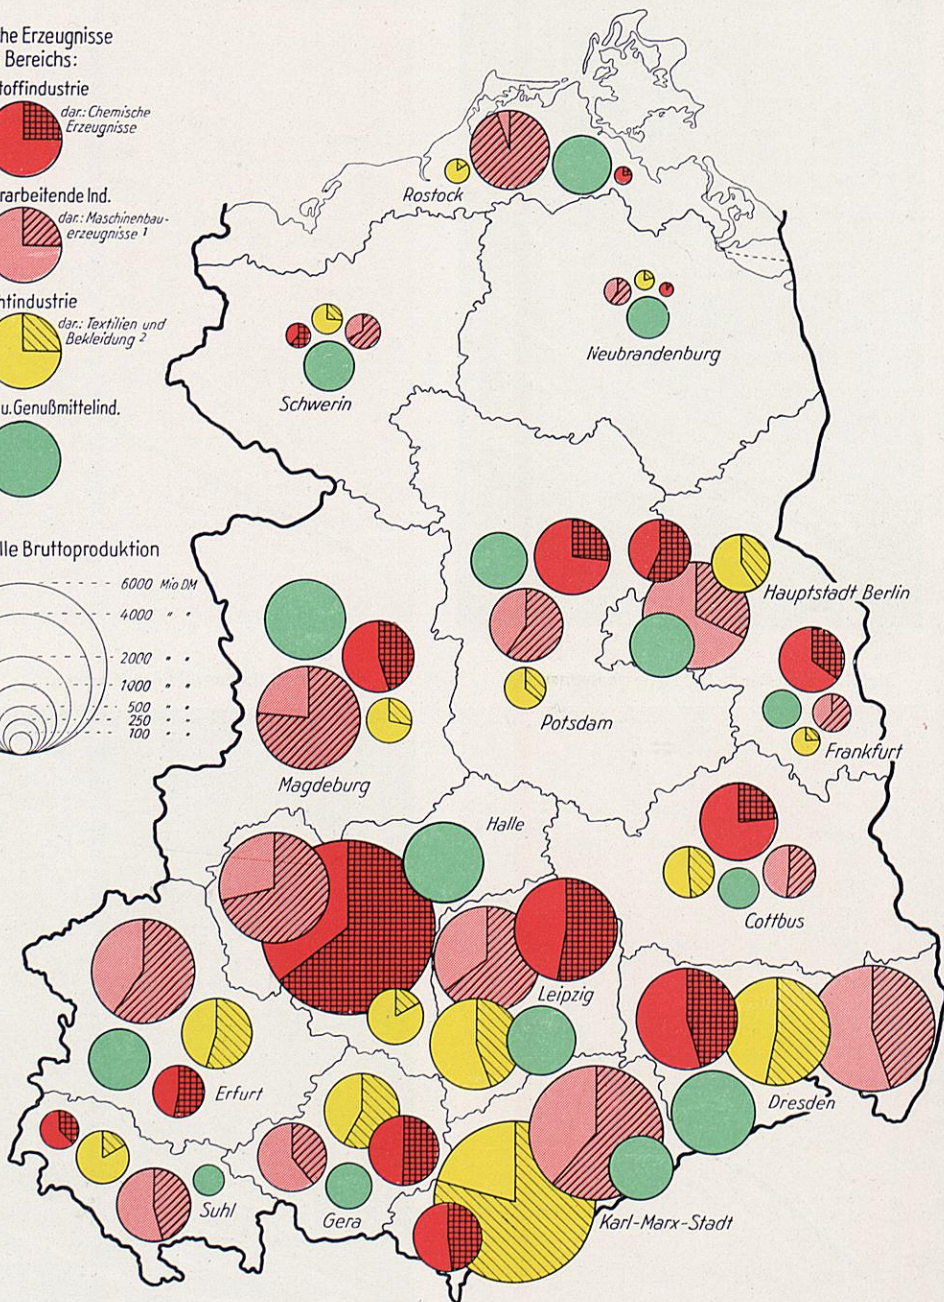 che Erzeugnisse
Bereichs:
toffindustrie
dar.: Chemische
Erzeugnisse
rarbeitende Ind.
dar.: Maschinenbau-
erzeugnisse 1
htindustrie
dar.: Textilien und
Bekleidung 2
u. Genußmittelind.
lle Bruttoproduktion
6000 Mio DM
4000 " "
2000 " "
1000 " "
500 " "
250 " "
100 " "
Rostock
Neubrandenburg
Schwerin
Hauptstadt Berlin
Potsdam
Frankfurt
Magdeburg
Halle
Cottbus
Leipzig
Erfurt
Dresden
Suhl
Gera
Karl-Marx-Stadt